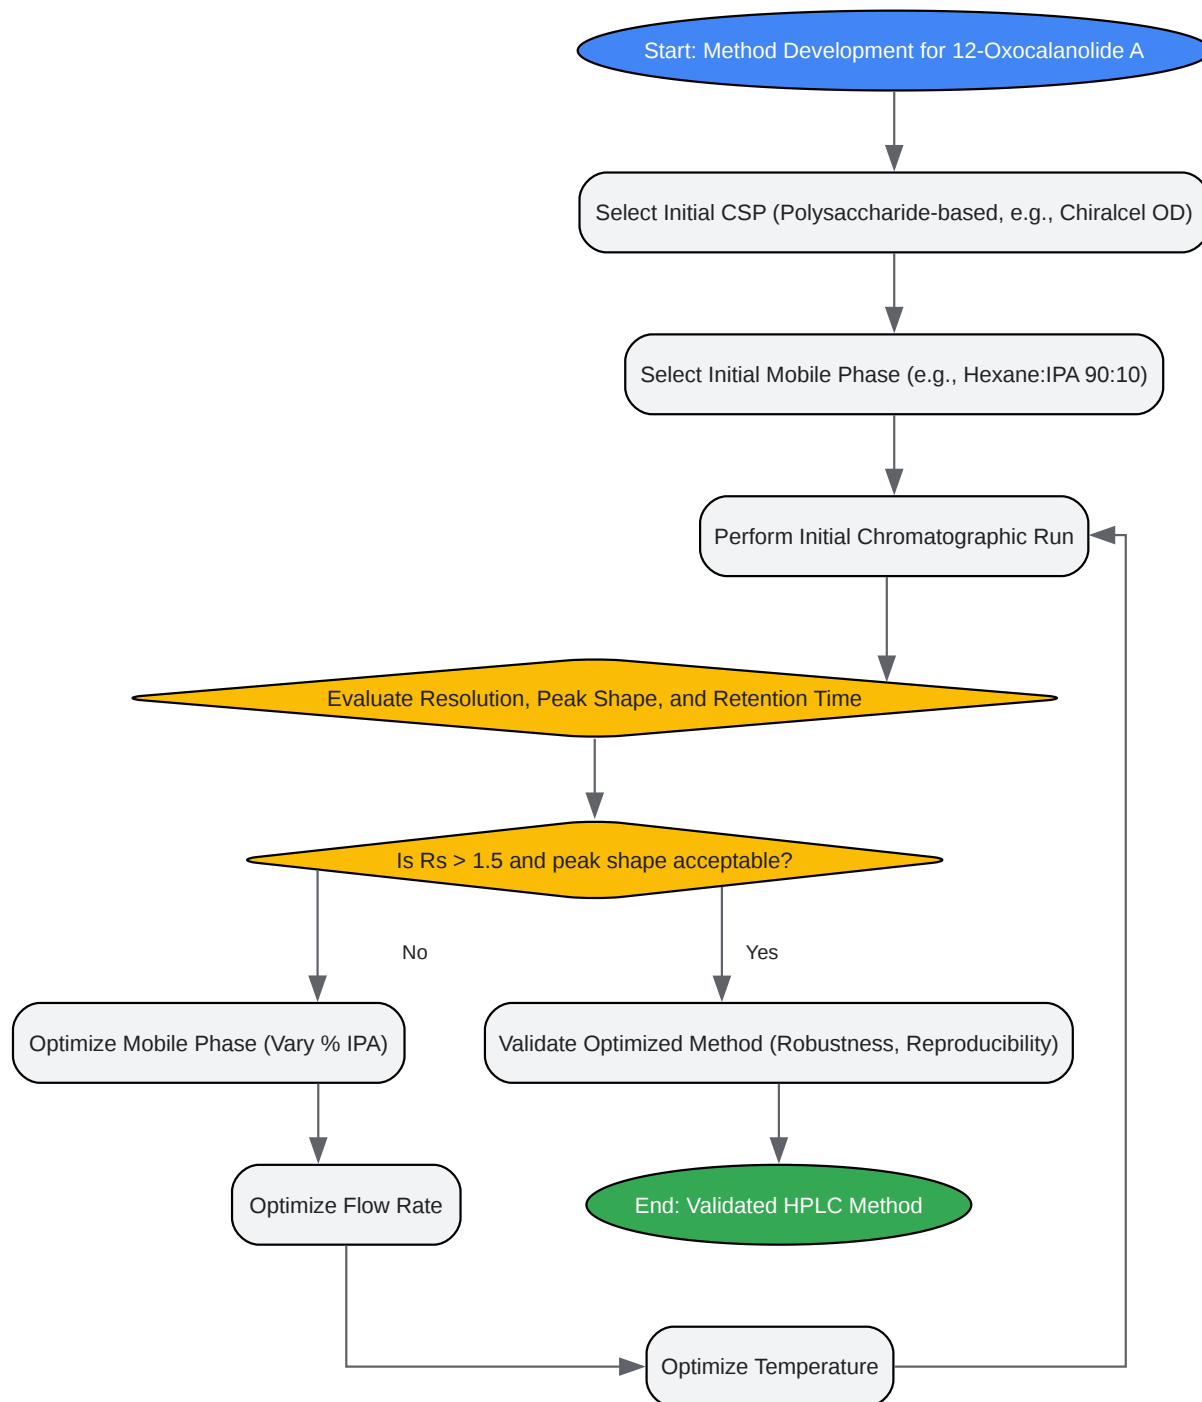 Start: Method Development for 12-Oxocalanolide A
Select Initial CSP (Polysaccharide-based, e.g., Chiralcel OD)
Select Initial Mobile Phase (e.g., Hexane:IPA 90:10)
Perform Initial Chromatographic Run
Evaluate Resolution, Peak Shape, and Retention Time
Is Rs > 1.5 and peak shape acceptable?
No
Yes
Optimize Mobile Phase (Vary % IPA)
Validate Optimized Method (Robustness, Reproducibility)
Optimize Flow Rate
End: Validated HPLC Method
Optimize Temperature